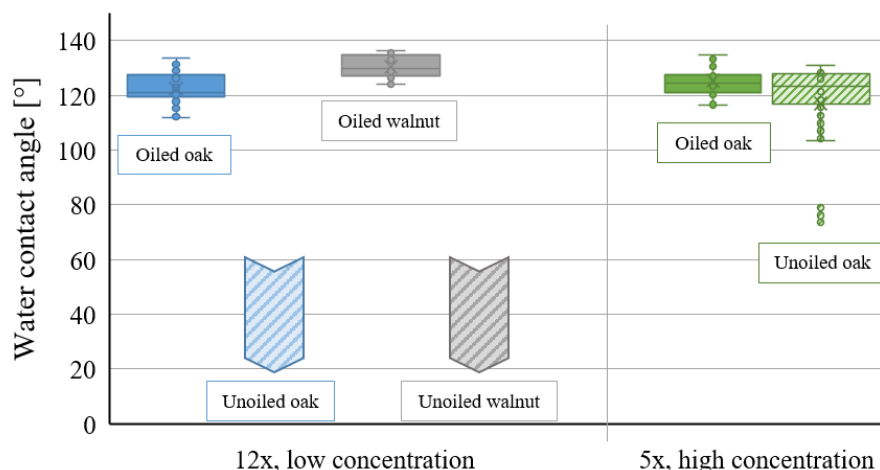 Water contact angle [°]
140
120
100
80
60
40
20
0
Oiled oak
Oiled walnut
Oiled oak
Unoiled oak
Unoiled oak
Unoiled walnut
12x, low concentration
5x, high concentration